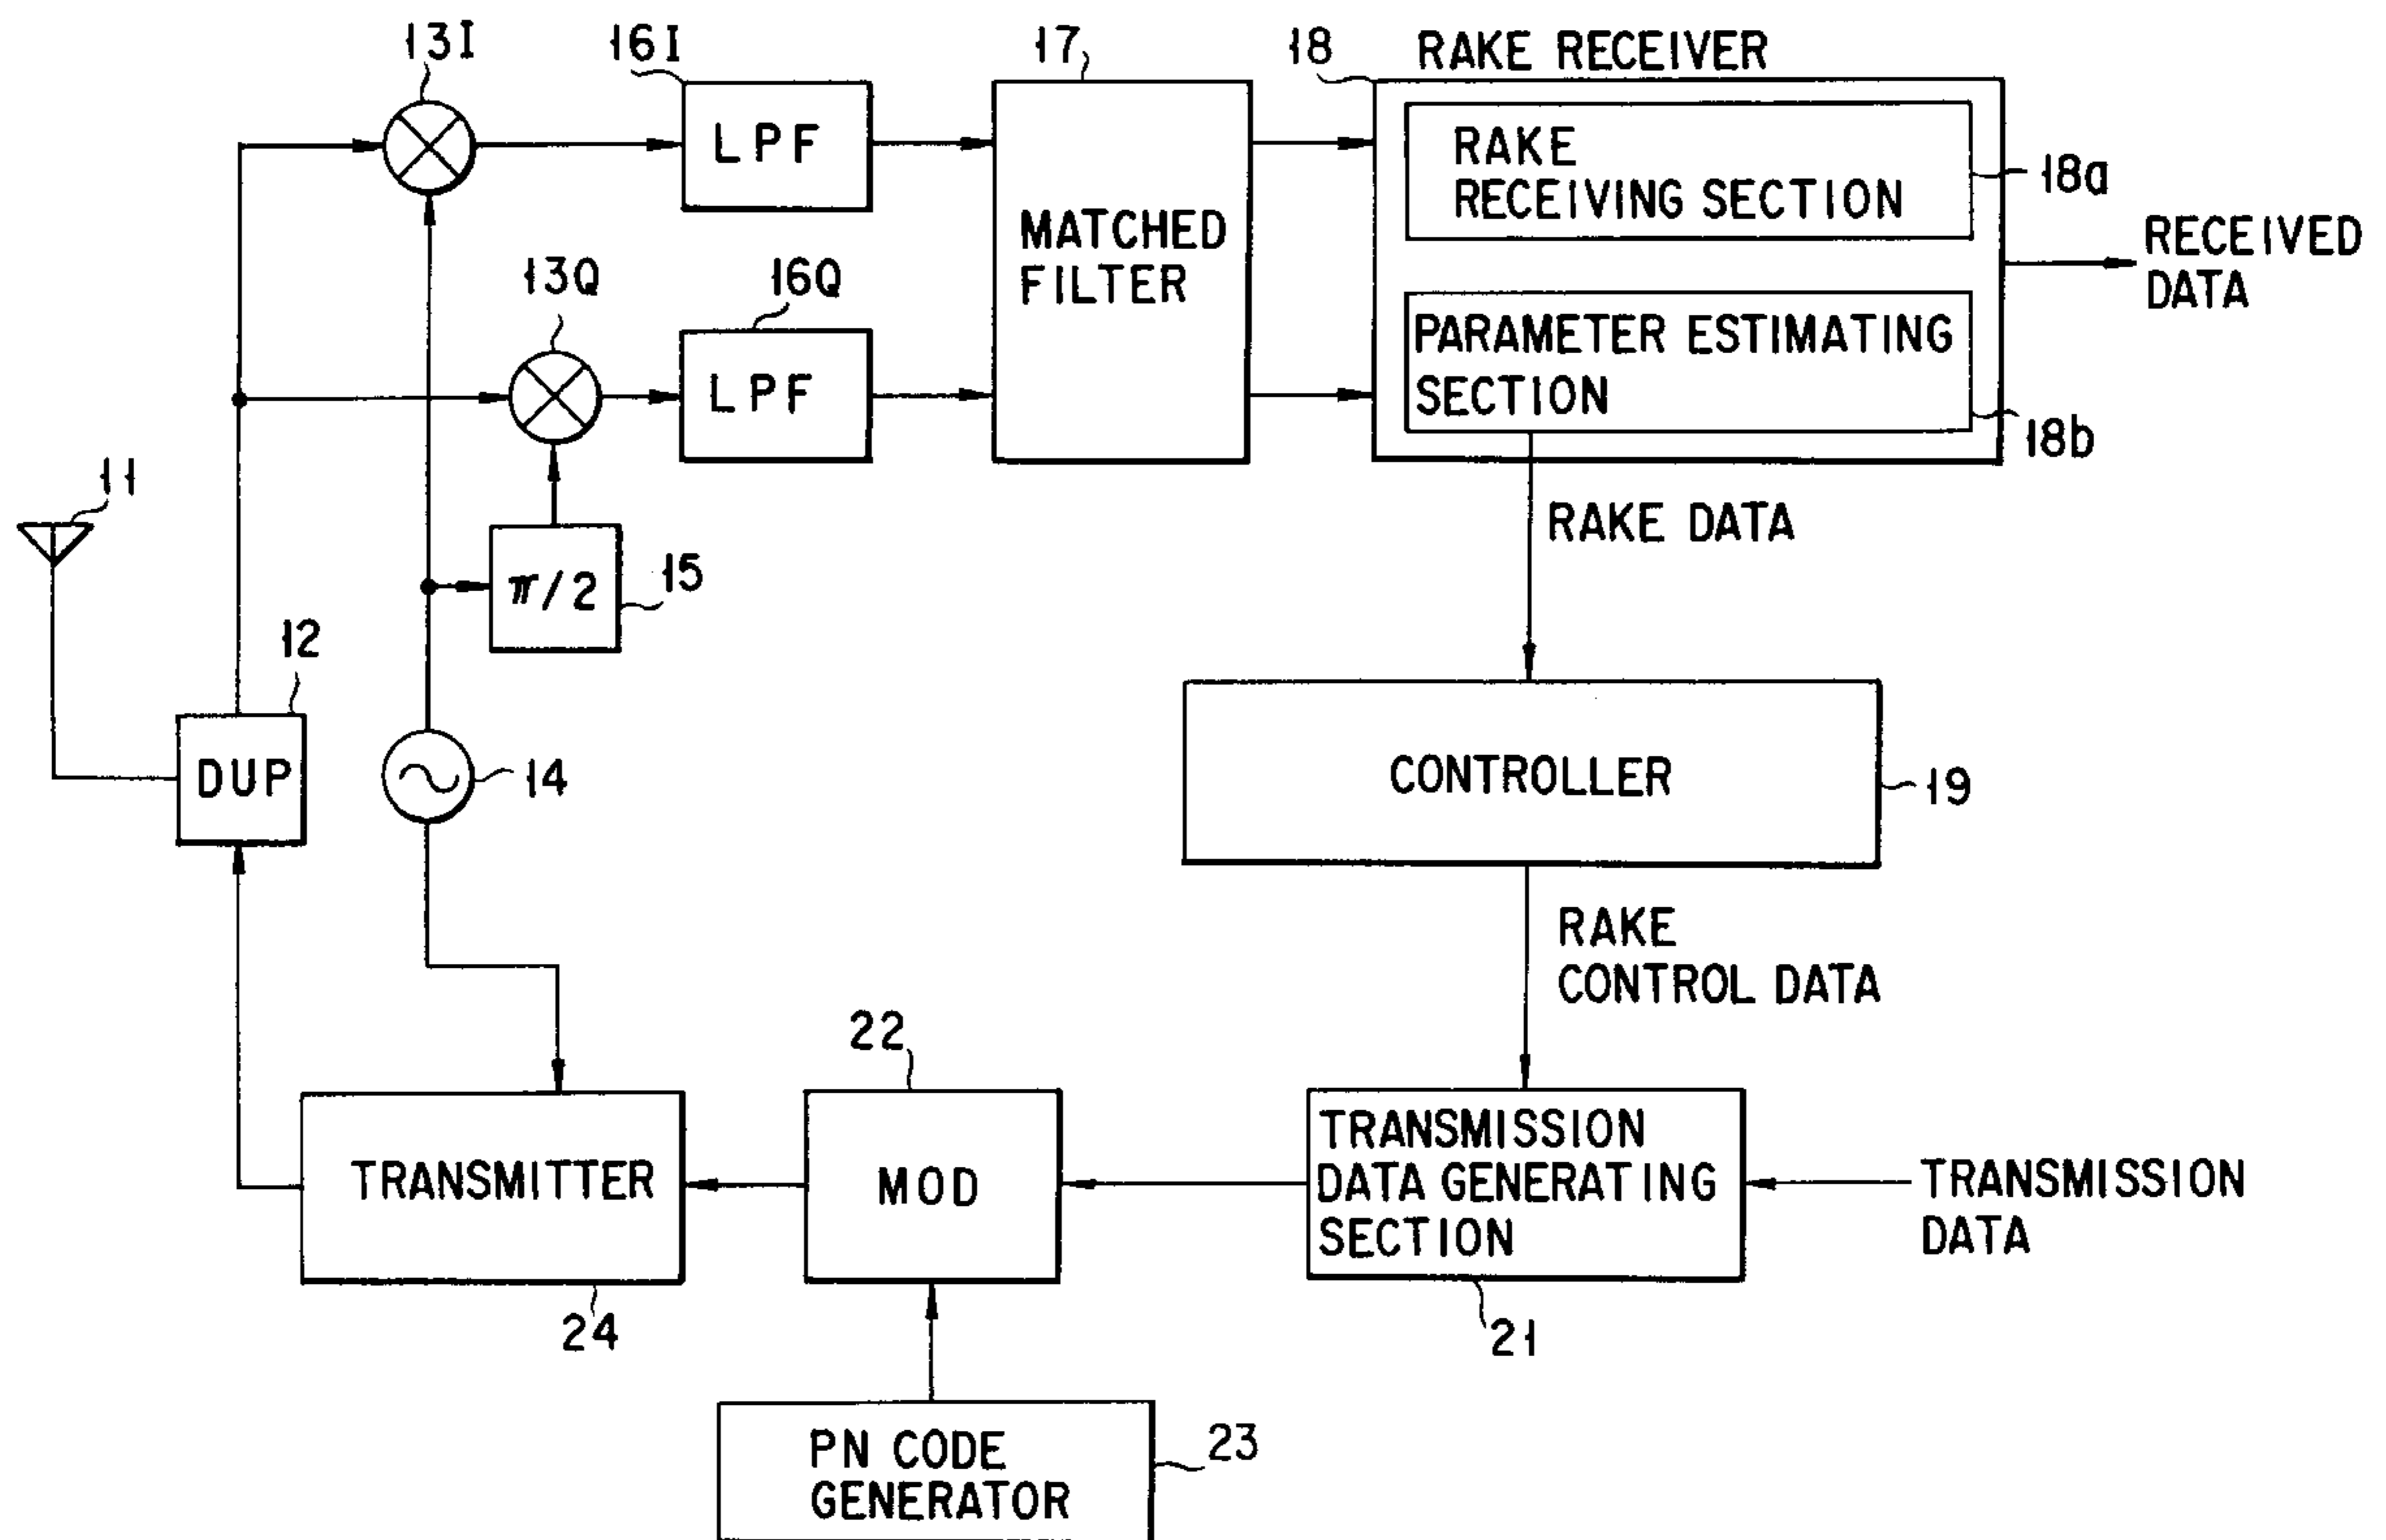 13I
16I
17
18
RAKE RECEIVER
LPF
RAKE
RECEIVING SECTION
18a
MATCHED
FILTER
RECEIVED
DATA
13Q
16Q
LPF
PARAMETER ESTIMATING
SECTION
18b
11
RAKE DATA
π/2
15
12
DUP
14
CONTROLLER
19
RAKE
CONTROL DATA
22
TRANSMITTER
MOD
TRANSMISSION
DATA GENERATING
SECTION
TRANSMISSION
DATA
24
21
PN CODE
GENERATOR
23